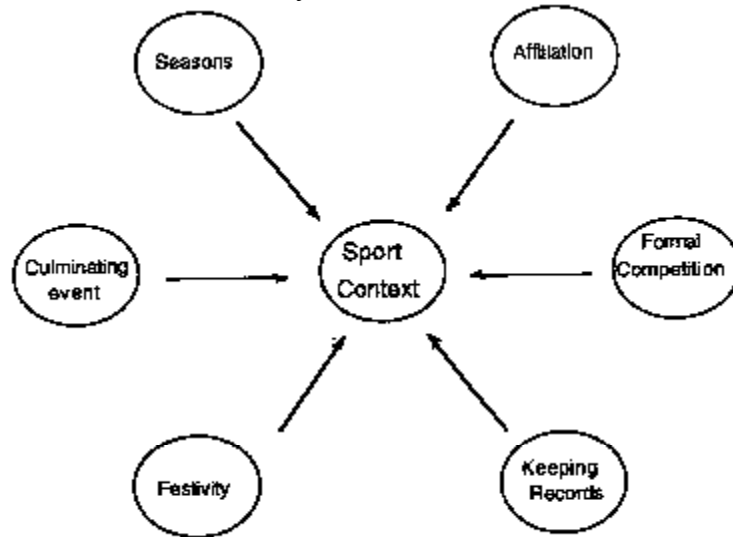 Seasons
Affiliation
Sport
Context
Formal
Competition
Culminating
event
Festivity
Keeping
Records